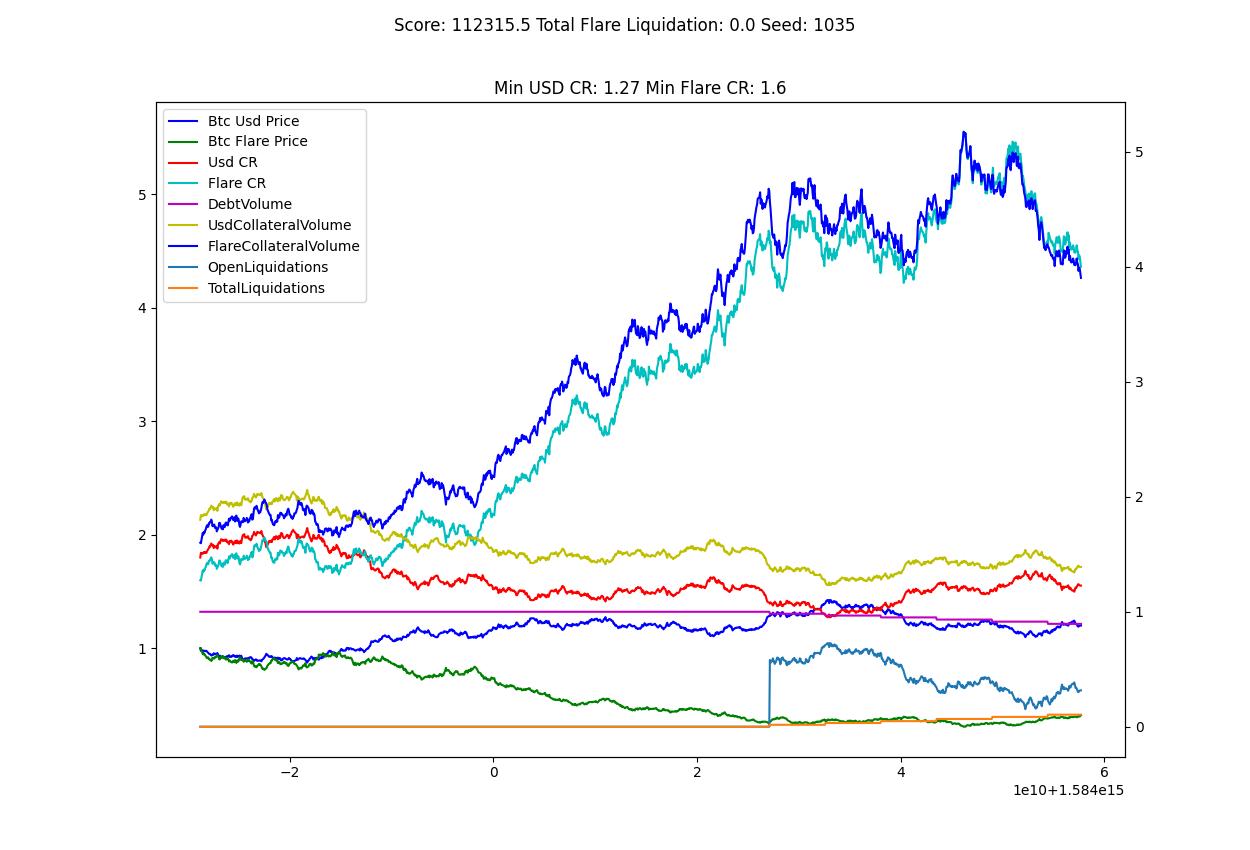 Score: 112315.5 Total Flare Liquidation: 0.0 Seed: 1035
Min USD CR: 1.27 Min Flare CR: 1.6
Btc Usd Price
Btc Flare Price
Usd CR
Flare CR
DebtVolume
UsdCollateralVolume
FlareCollateralVolume
OpenLiquidations
TotalLiquidations
5
4
3
2
1
5
4
3
2
1
0
−2 0 2 4 6
1e10+1.584e15